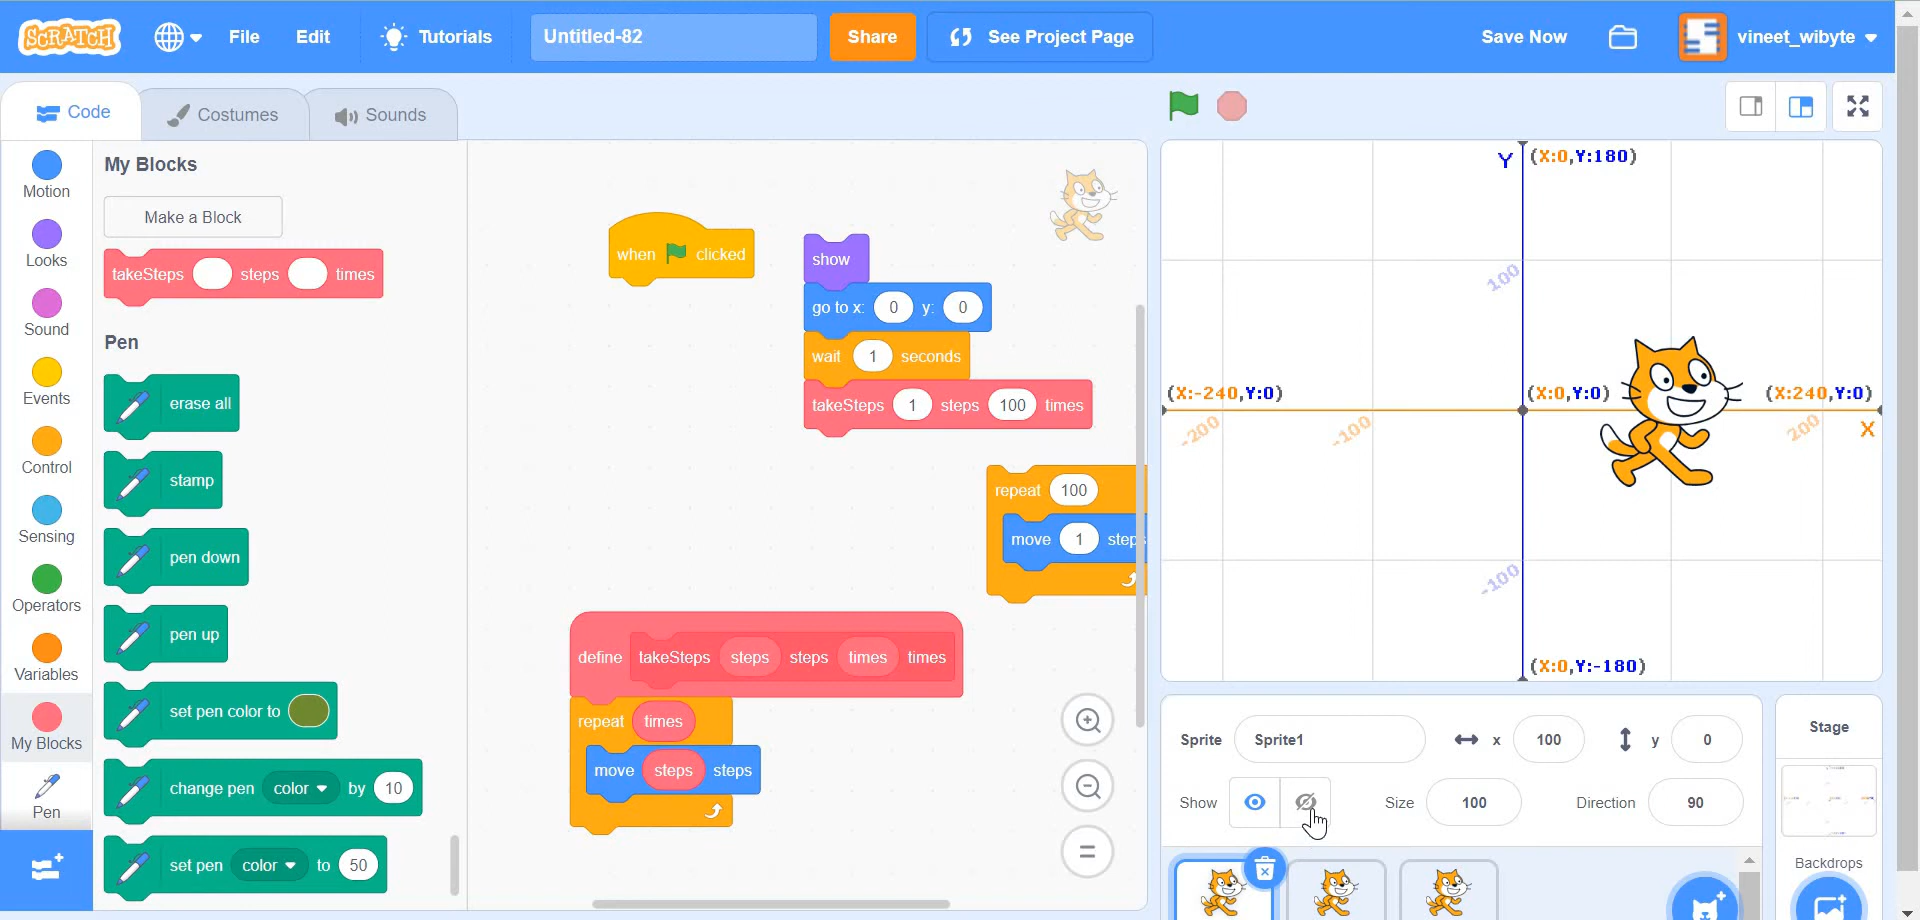 SCRATCH File Edit Tutorials Untitled-82 Share See Project Page Save Now vineet_wibyte
Code Costumes Sounds
Motion
Looks
Sound
Events
Control
Sensing
Operators
Variables
My Blocks
Pen
My Blocks
Make a Block
takeSteps steps times
Pen
erase all
stamp
pen down
pen up
set pen color to
change pen color by 10
set pen color to 50
when clicked
show
go to x: 0 y: 0
wait 1 seconds
takeSteps 1 steps 100 times
repeat 100
move 1 steps
define takeSteps steps steps times times
repeat times
move steps steps
Y (X:0,Y:180)
100
(X:-240,Y:0) (X:0,Y:0) (X:240,Y:0)
-200 -100 200 X
-100
(X:0,Y:-180)
Sprite Sprite1 x 100 y 0
Show Size 100 Direction 90
Stage
Backdrops